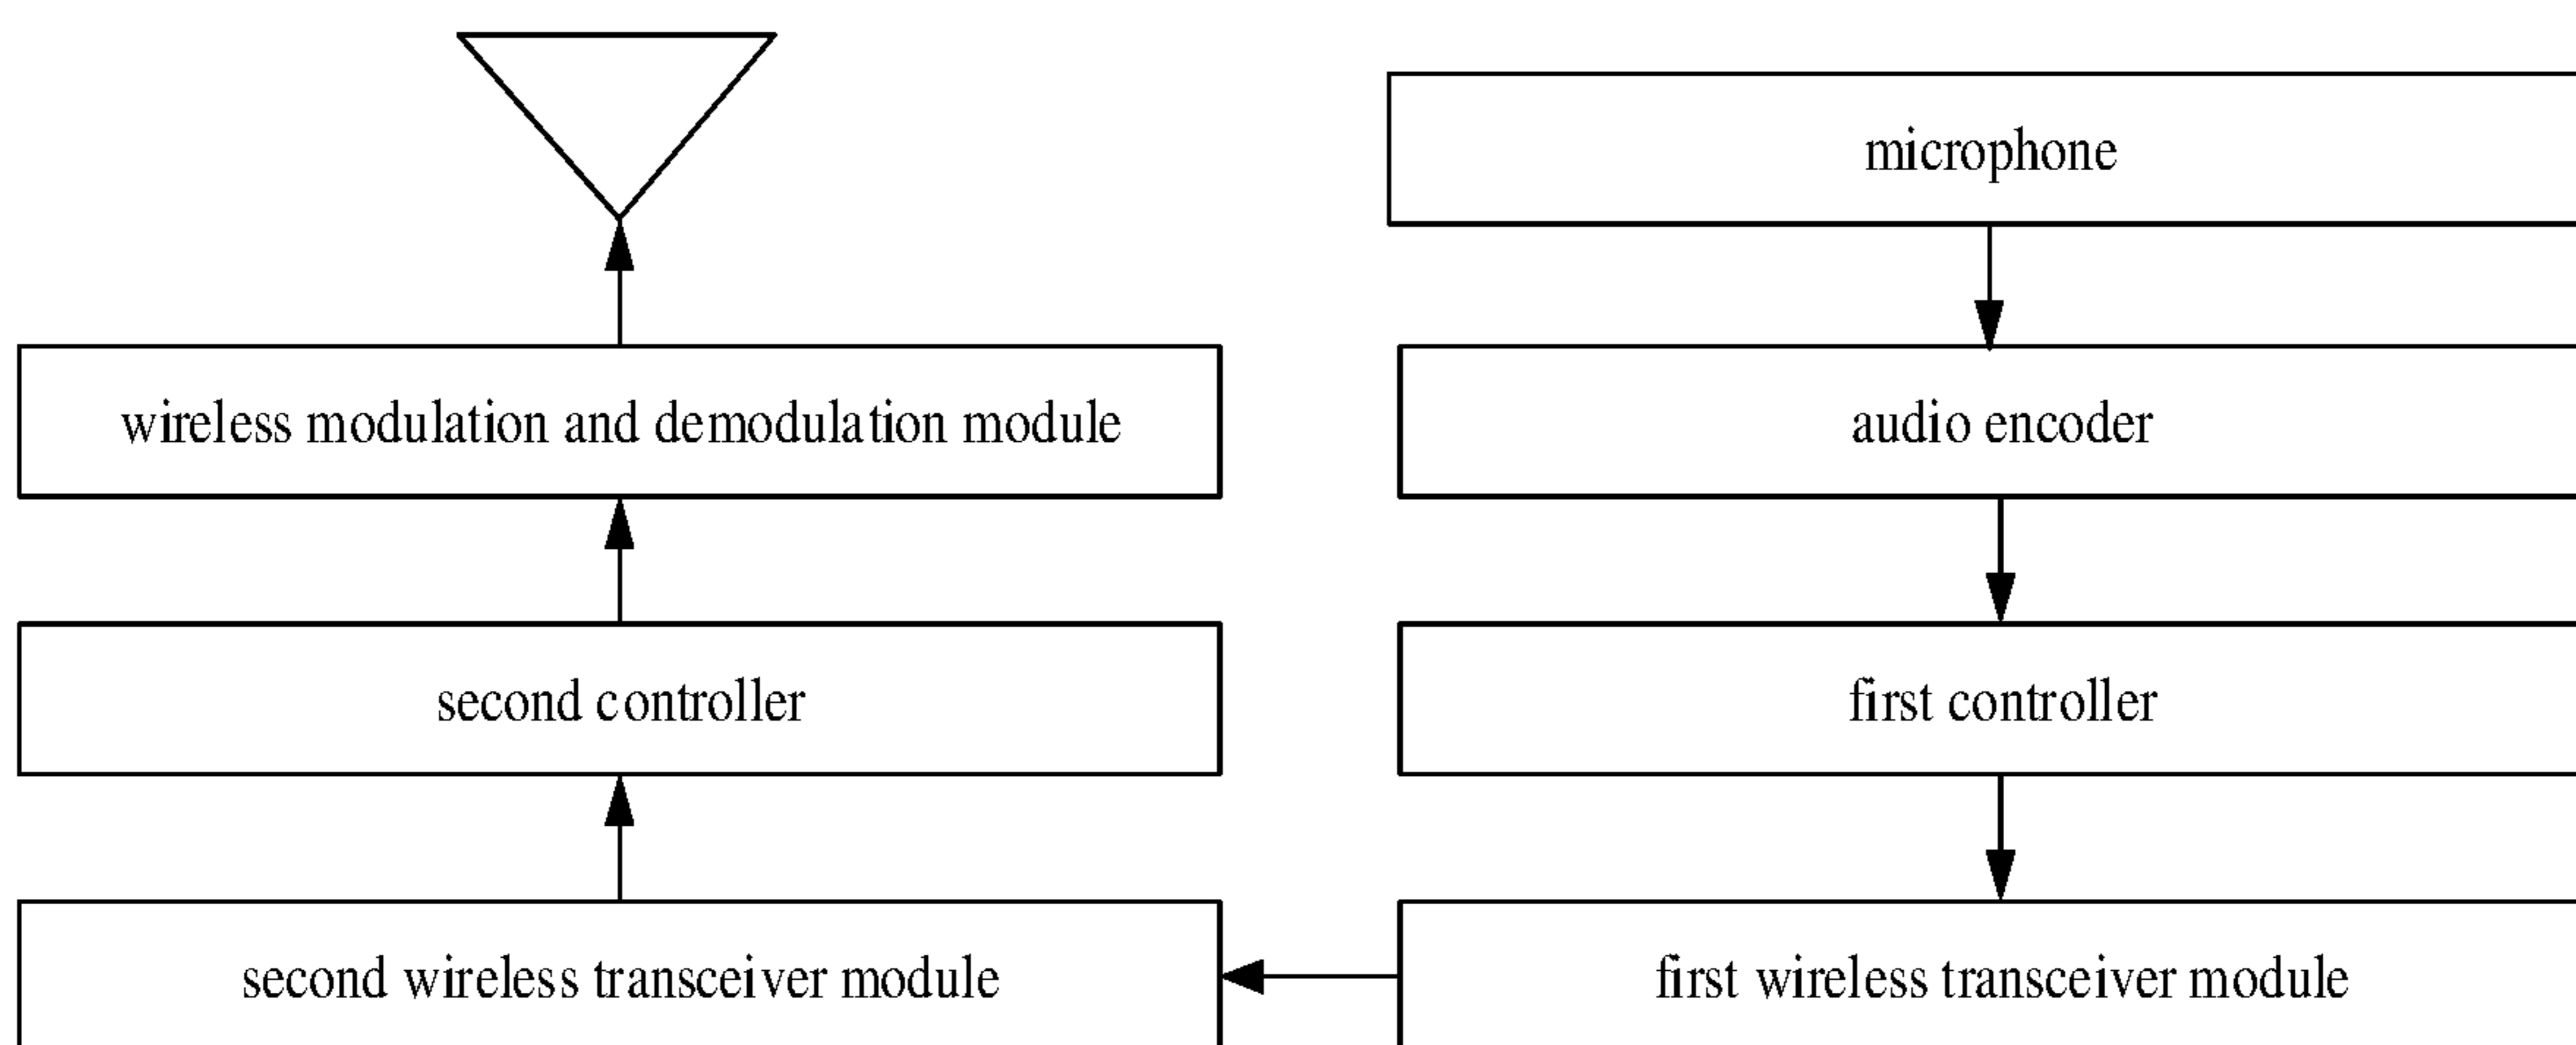 microphone
wireless modulation and demodulation module
audio encoder
second controller
first controller
second wireless transceiver module
first wireless transceiver module